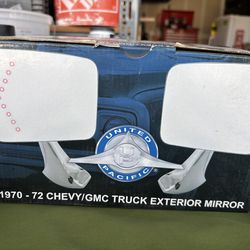 UNITED
PACIFIC
1970 - 72 CHEVY/GMC TRUCK EXTERIOR MIRROR